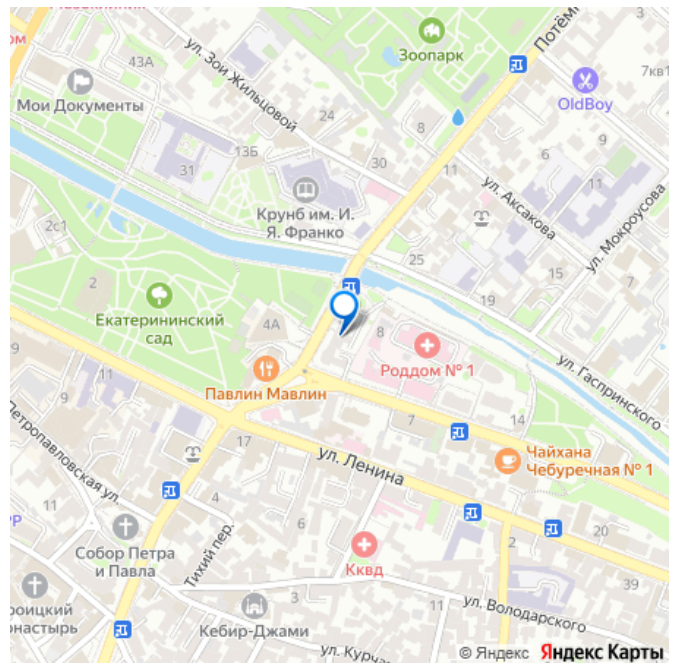 Зоопарк
Потём
43А
Мои Документы
ул. Зои Жильцовой
24
13Б
31
30
8
11
OldBoy
7кв1
6
9
11
ул. Аксакова
ул. Мокроусова
Крунб им. И.
Я. Франко
2с1
25
15
19
2
Екатерининский
сад
4А
8
Роддом № 1
ул. Гаспринского
Павлин Мавлин
9
9
Петропавловская ул.
17
7
14
ул. Ленина
Чайхана
Чебуречная № 1
4
11
6
2
20
Собор Петра
и Павла
Тихий пер.
Кквд
39
3
11
ул. Володарского
Кебир-Джами
ул. Курча
© Яндекс Яндекс Карты